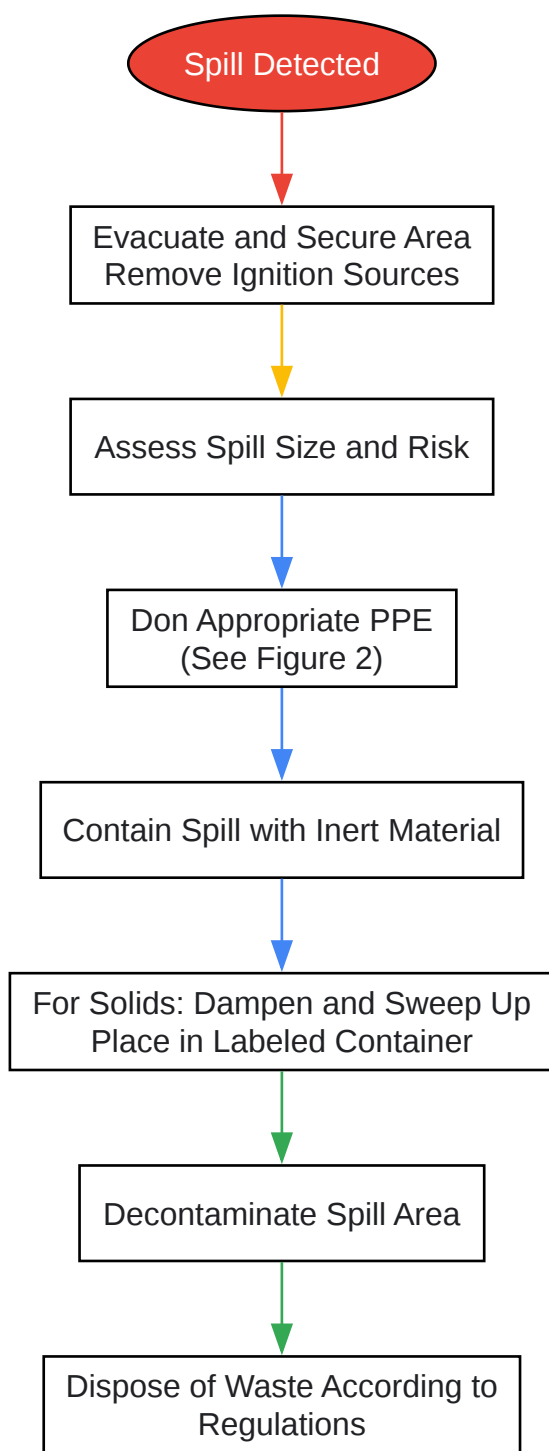 Spill Detected
Evacuate and Secure Area
Remove Ignition Sources
Assess Spill Size and Risk
Don Appropriate PPE
(See Figure 2)
Contain Spill with Inert Material
For Solids: Dampen and Sweep Up
Place in Labeled Container
Decontaminate Spill Area
Dispose of Waste According to
Regulations